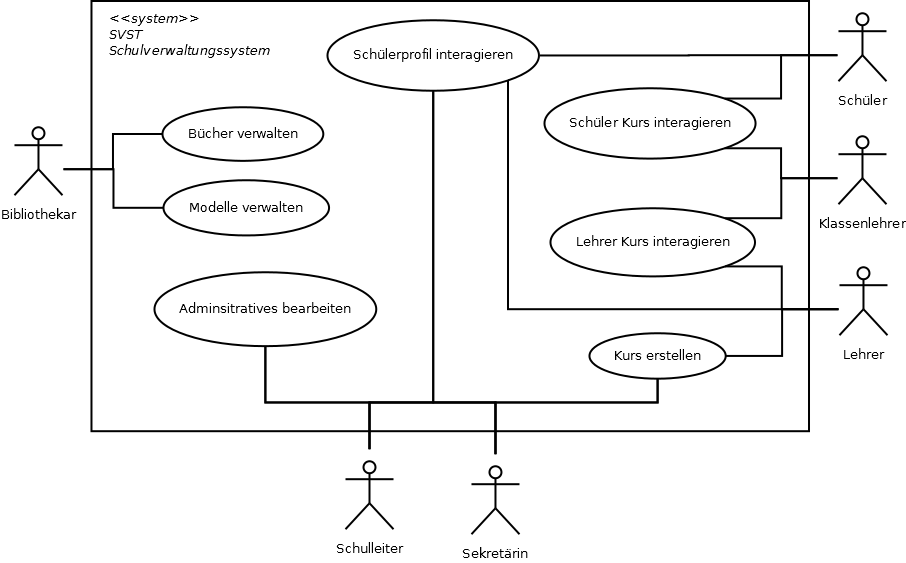 <<system>>
SVST
Schulverwaltungssystem
Schülerprofil interagieren
Schüler
Schüler Kurs interagieren
Bücher verwalten
Bibliothekar
Modelle verwalten
Klassenlehrer
Lehrer Kurs interagieren
Adminsitratives bearbeiten
Lehrer
Kurs erstellen
Schulleiter
Sekretärin